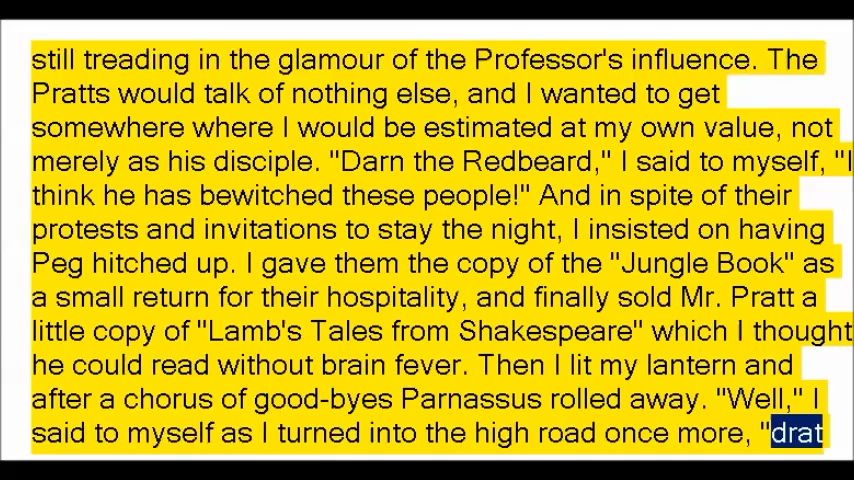 still treading in the glamour of the Professor's influence. The
Pratts would talk of nothing else, and I wanted to get
somewhere where I would be estimated at my own value, not
merely as his disciple. "Darn the Redbeard," I said to myself, "I
think he has bewitched these people!" And in spite of their
protests and invitations to stay the night, I insisted on having
Peg hitched up. I gave them the copy of the "Jungle Book" as
a small return for their hospitality, and finally sold Mr. Pratt a
little copy of "Lamb's Tales from Shakespeare" which I thought
he could read without brain fever. Then I lit my lantern and
after a chorus of good-byes Parnassus rolled away. "Well," I
said to myself as I turned into the high road once more, "drat